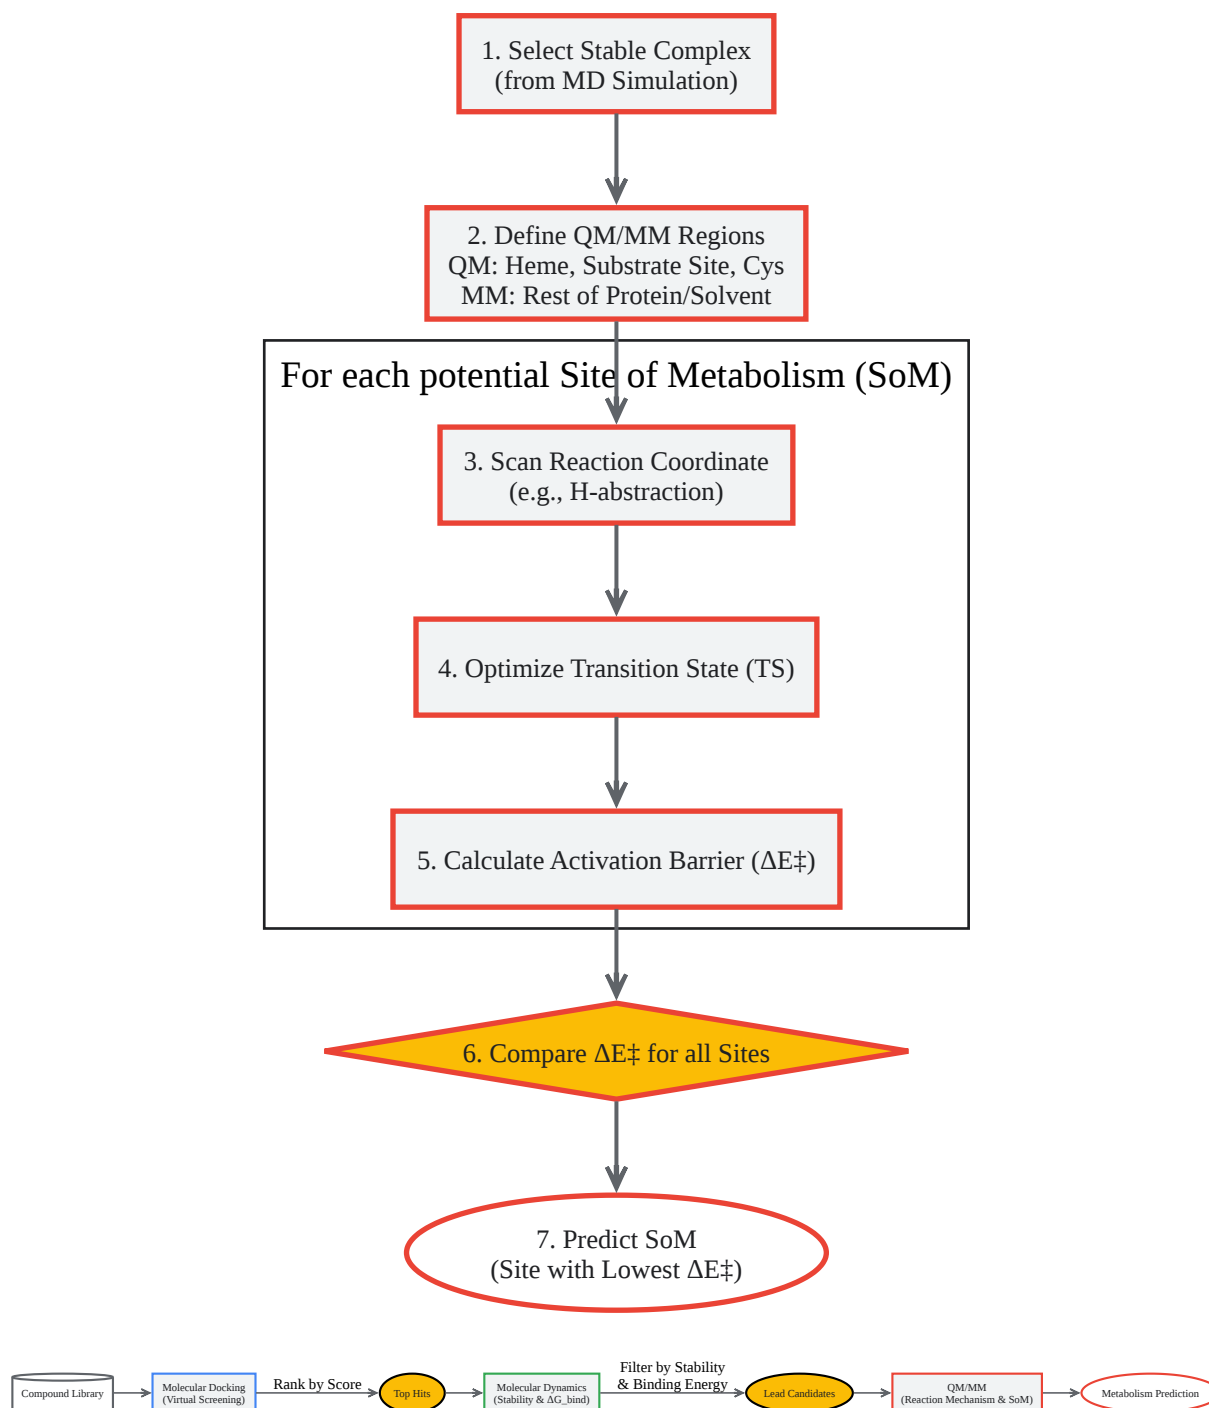 1. Select Stable Complex
(from MD Simulation)
2. Define QM/MM Regions
QM: Heme, Substrate Site, Cys
MM: Rest of Protein/Solvent
For each potential Site of Metabolism (SoM)
3. Scan Reaction Coordinate
(e.g., H-abstraction)
4. Optimize Transition State (TS)
5. Calculate Activation Barrier (ΔE‡)
6. Compare ΔE‡ for all Sites
7. Predict SoM
(Site with Lowest ΔE‡)
Compound Library
Molecular Docking
(Virtual Screening)
Rank by Score
Top Hits
Molecular Dynamics
(Stability & ΔG_bind)
Filter by Stability
& Binding Energy
Lead Candidates
QM/MM
(Reaction Mechanism & SoM)
Metabolism Prediction